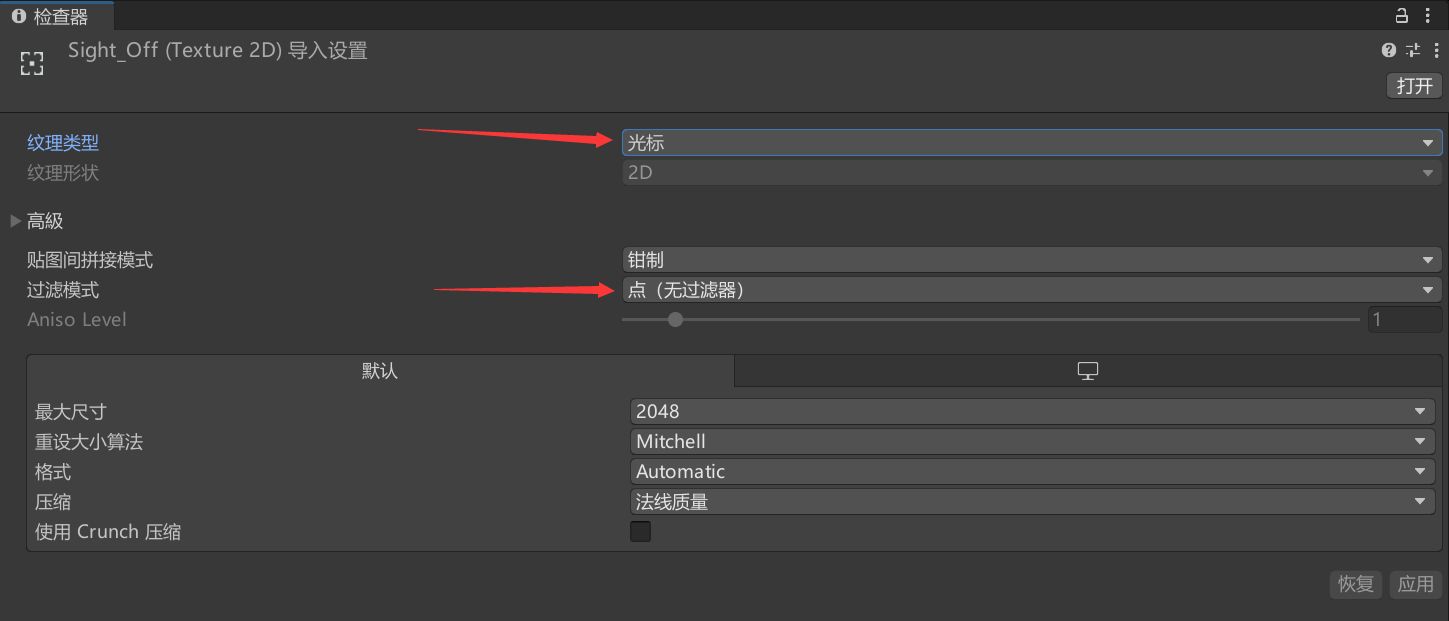 检查器
Sight_Off (Texture 2D) 导入设置
打开
纹理类型 光标
纹理形状 2D
高级
贴图间拼接模式 钳制
过滤模式 点（无过滤器）
Aniso Level 1
默认
最大尺寸 2048
重设大小算法 Mitchell
格式 Automatic
压缩 法线质量
使用 Crunch 压缩
恢复 应用